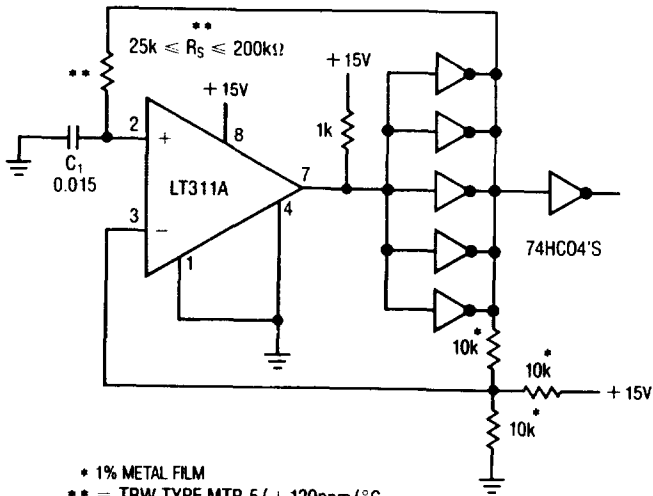 **
25k ≤ R_S ≤ 200kΩ
**
+15V
+15V
8
1k
2
+
C₁
0.015
LT311A
7
4
3
−
1
74HC04'S
10k*
10k*
+15V
10k*
* 1% METAL FILM